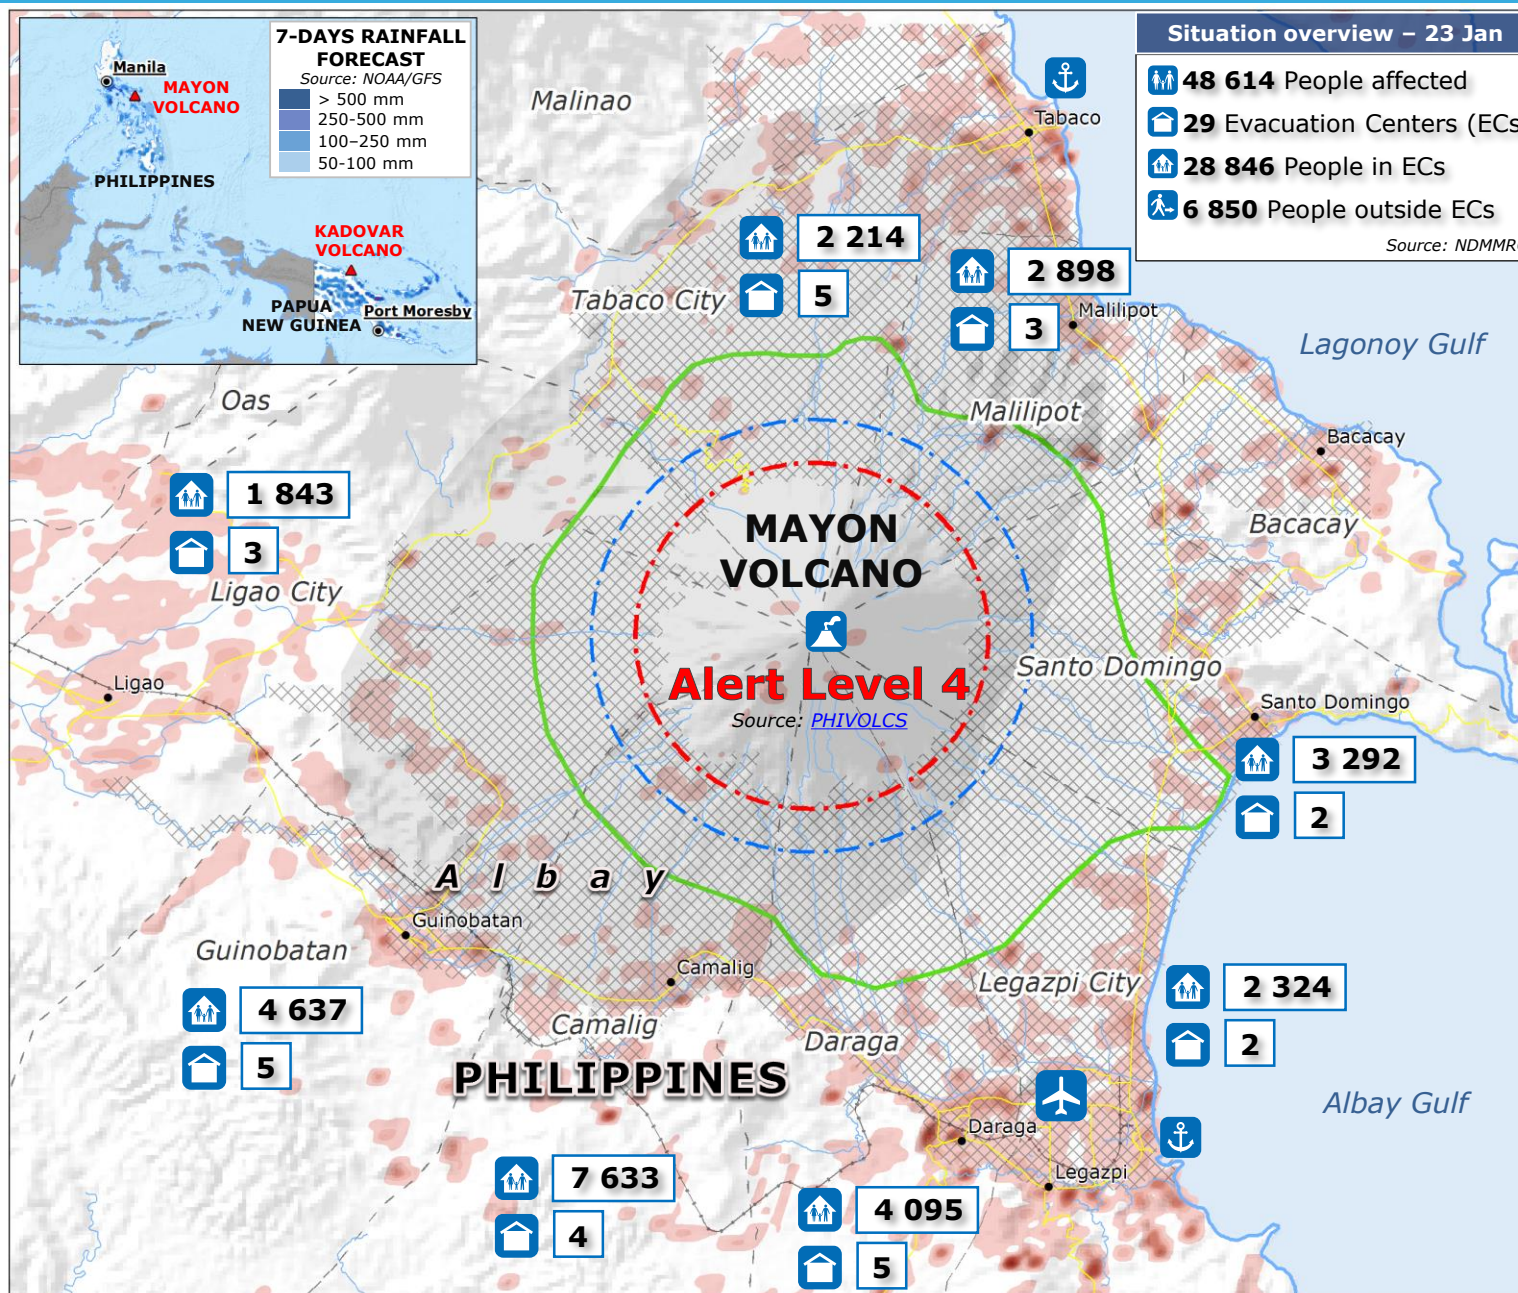 7-DAYS RAINFALL
FORECAST
Source: NOAA/GFS
> 500 mm
250-500 mm
100–250 mm
50-100 mm
Manila
MAYON
VOLCANO
PHILIPPINES
KADOVAR
VOLCANO
PAPUA
NEW GUINEA
Port Moresby
Situation overview – 23 Jan
48 614 People affected
29 Evacuation Centers (ECs
28 846 People in ECs
6 850 People outside ECs
Source: NDMMR
Malinao
Tabaco
2 214
5
Tabaco City
2 898
3
Malilipot
Lagonoy Gulf
Oas
Malilipot
Bacacay
1 843
3
Ligao City
Bacacay
MAYON
VOLCANO
Alert Level 4
Source: PHIVOLCS
Santo Domingo
Ligao
Santo Domingo
3 292
2
Albay
Guinobatan
Guinobatan
Camalig
4 637
5
Camalig
Daraga
Legazpi City
2 324
2
PHILIPPINES
Albay Gulf
Daraga
Legazpi
7 633
4
4 095
5